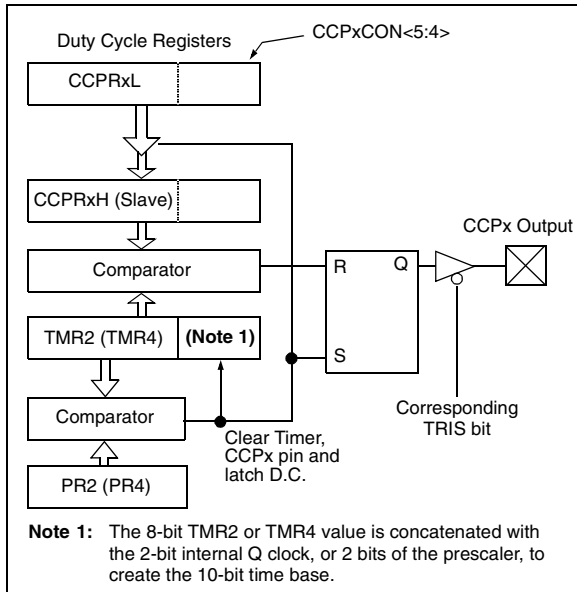 Duty Cycle Registers
CCPxCON<5:4>
CCPRxL
CCPRxH (Slave)
CCPx Output
Comparator
R
Q
TMR2 (TMR4)
(Note 1)
S
Comparator
Clear Timer,
CCPx pin and
latch D.C.
Corresponding
TRIS bit
PR2 (PR4)
Note 1: The 8-bit TMR2 or TMR4 value is concatenated with
the 2-bit internal Q clock, or 2 bits of the prescaler, to
create the 10-bit time base.